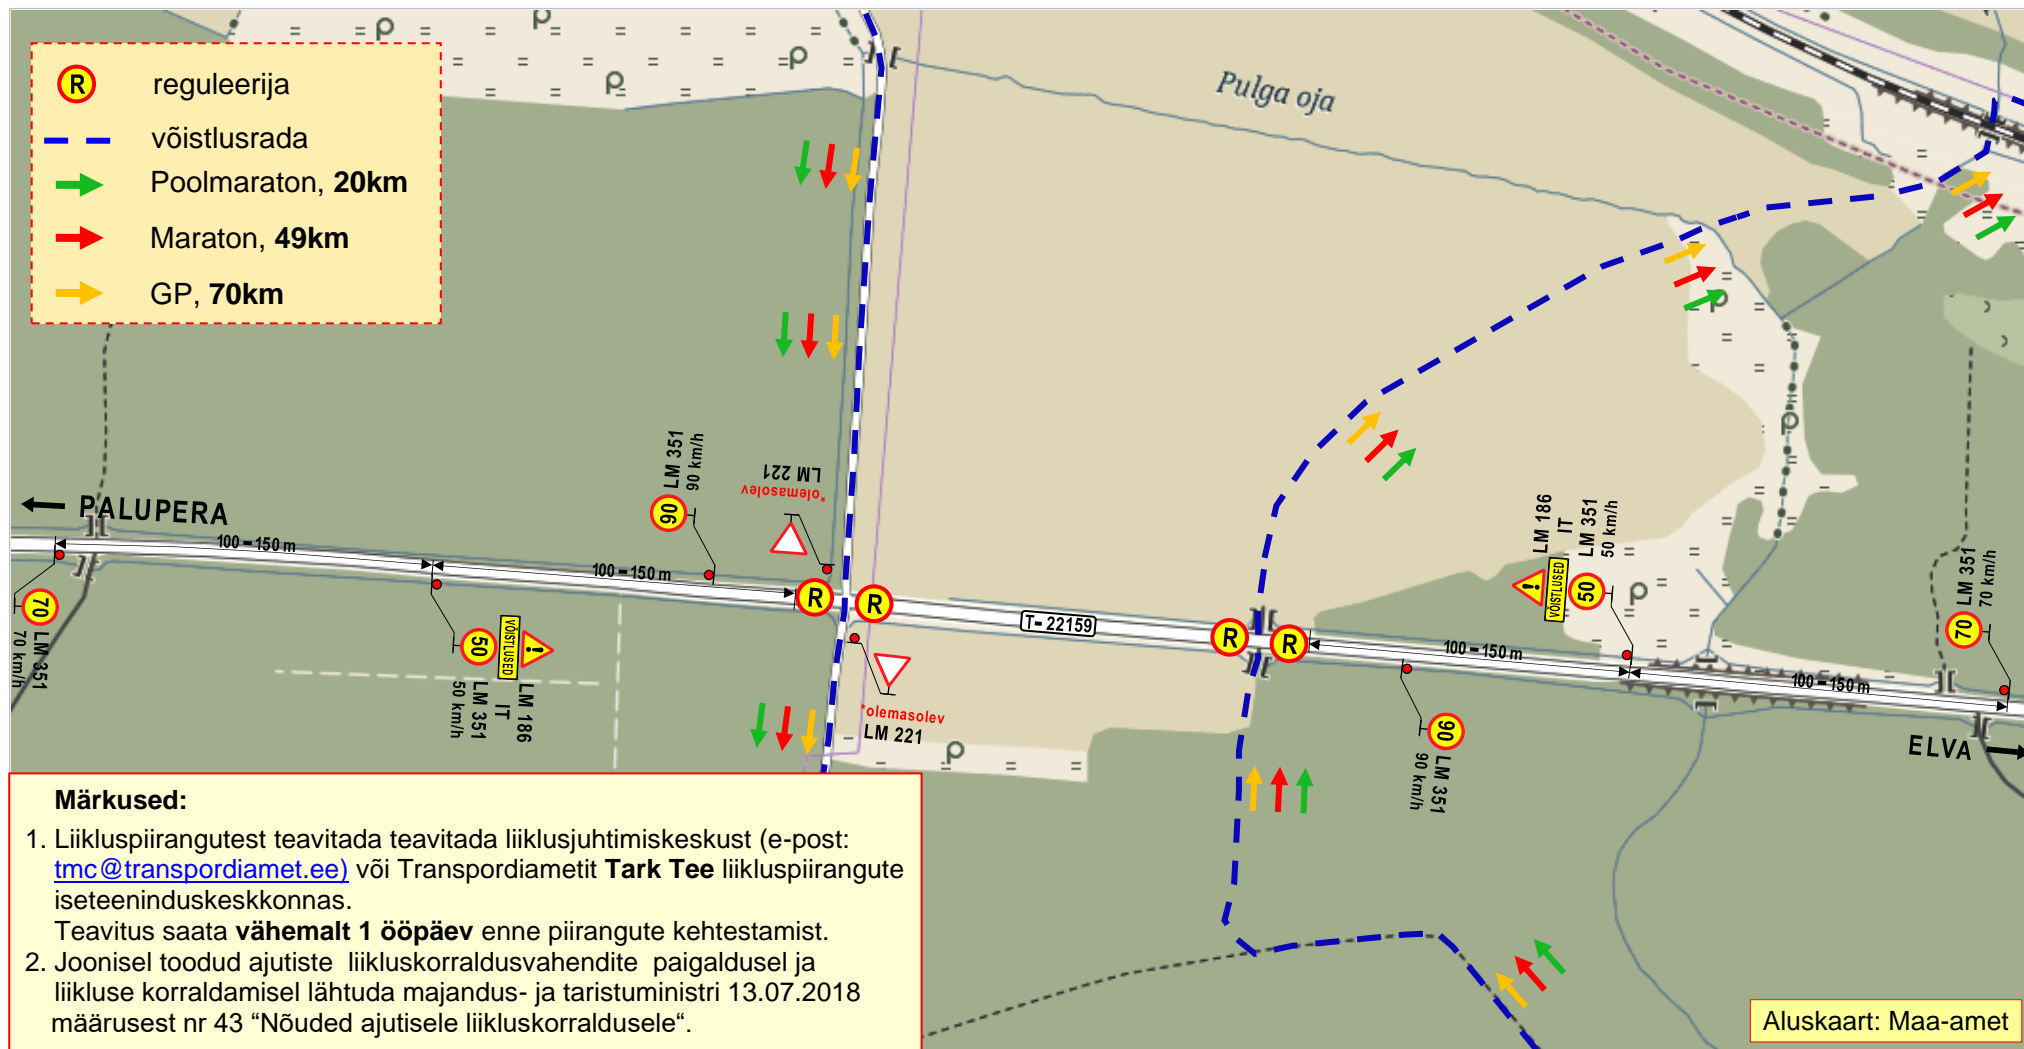 R reguleerija
võistlusrada
Poolmaraton, 20km
Maraton, 49km
GP, 70km
Pulga oja
PALUPERA
100 – 150 m
100 – 150 m
90
LM 351
90 km/h
LM 221
*olemasolev
R
R
T- 22159
R
R
70
LM 351
70 km/h
50
VÕISTLUSED
!
LM 186
IT
LM 351
50 km/h
*olemasolev
LM 221
LM 186
IT
LM 351
50 km/h
!
VÕISTLUSED
50
100 – 150 m
100 – 150 m
90
LM 351
90 km/h
LM 351
70 km/h
70
ELVA
Märkused:
1. Liikluspiirangutest teavitada teavitada liiklusjuhtimiskeskust (e-post:
tmc@transpordiamet.ee) või Transpordiametit Tark Tee liikluspiirangute
iseteeninduskeskkonnas.
Teavitus saata vähemalt 1 ööpäev enne piirangute kehtestamist.
2. Joonisel toodud ajutiste liikluskorraldusvahendite paigaldusel ja
liikluse korraldamisel lähtuda majandus- ja taristuministri 13.07.2018
määrusest nr 43 “Nõuded ajutisele liikluskorraldusele“.
Aluskaart: Maa-amet